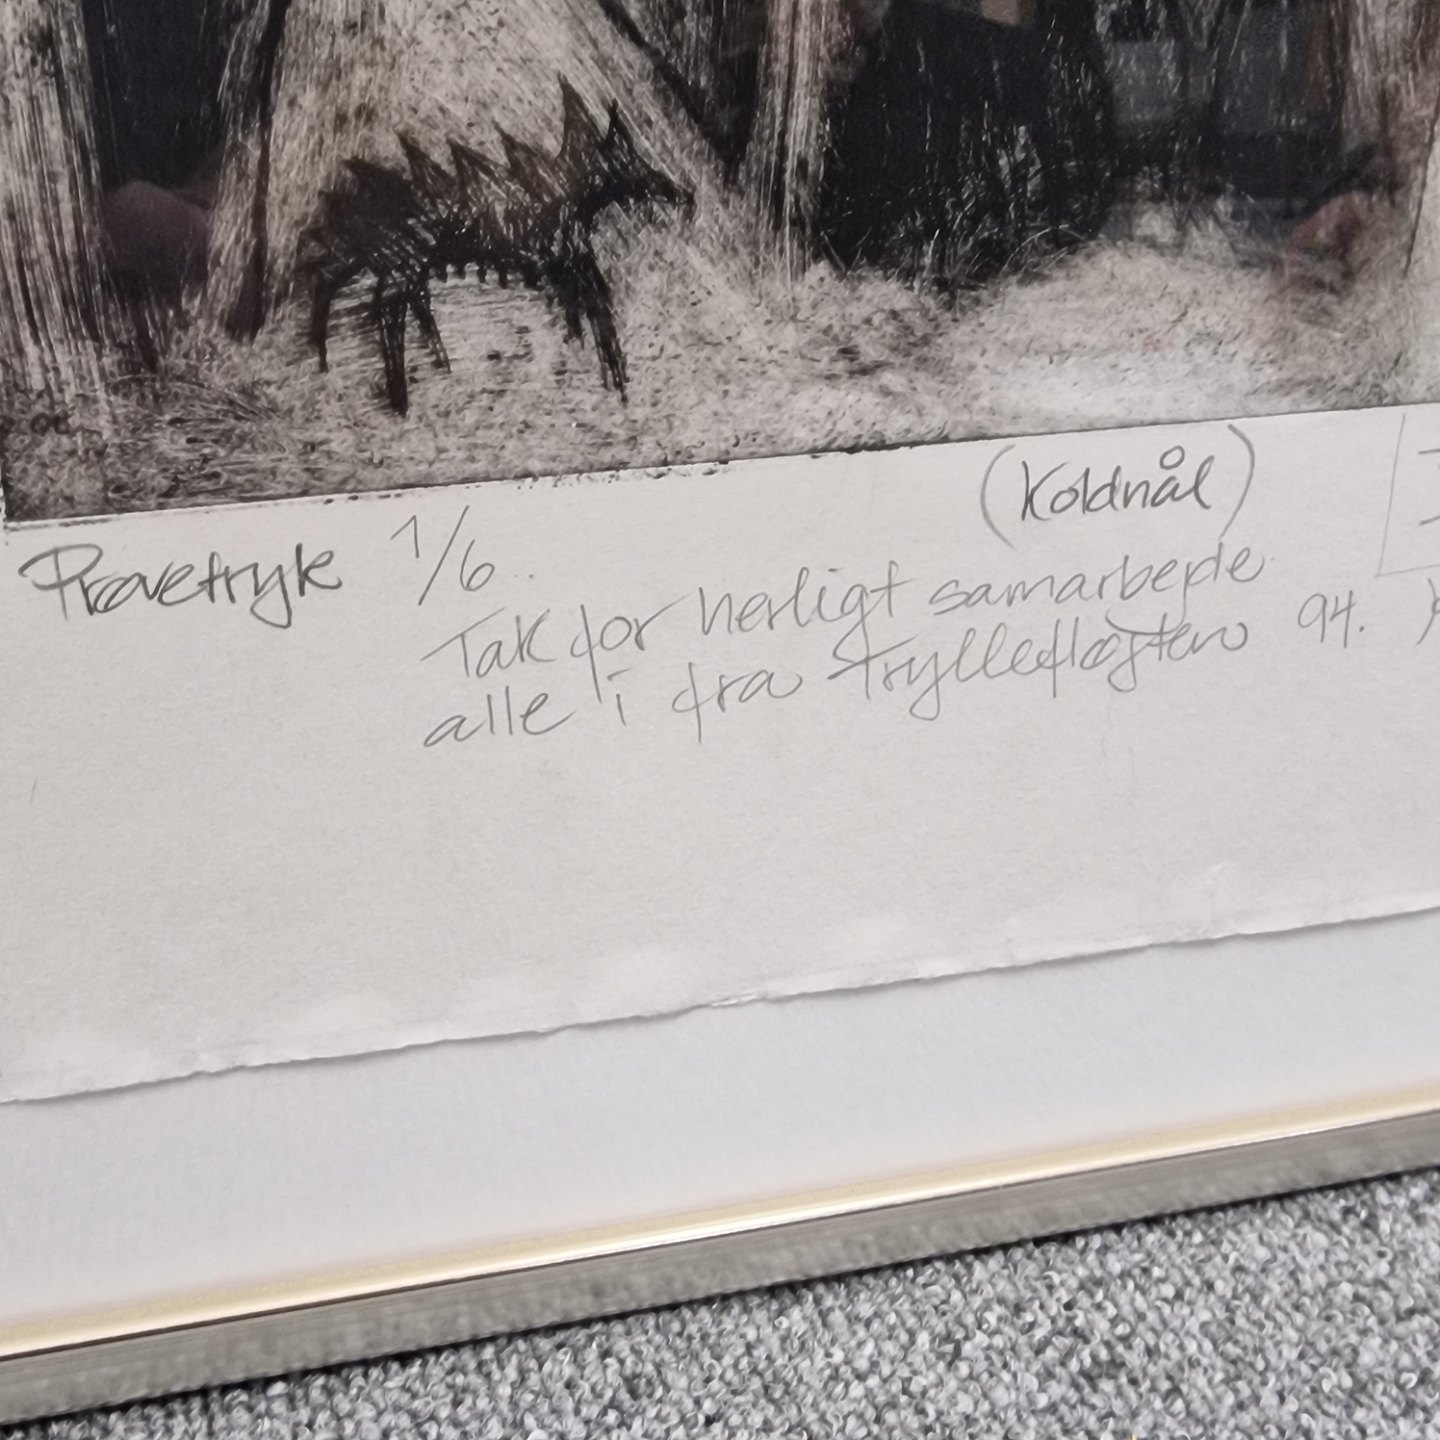 Prøvetryk 1/6. (Koldnål)
Tak for herligt samarbejde
alle i fra Tryllefløjten 94.